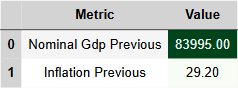 Metric Value
0 Nominal Gdp Previous 83995.00
1 Inflation Previous 29.20